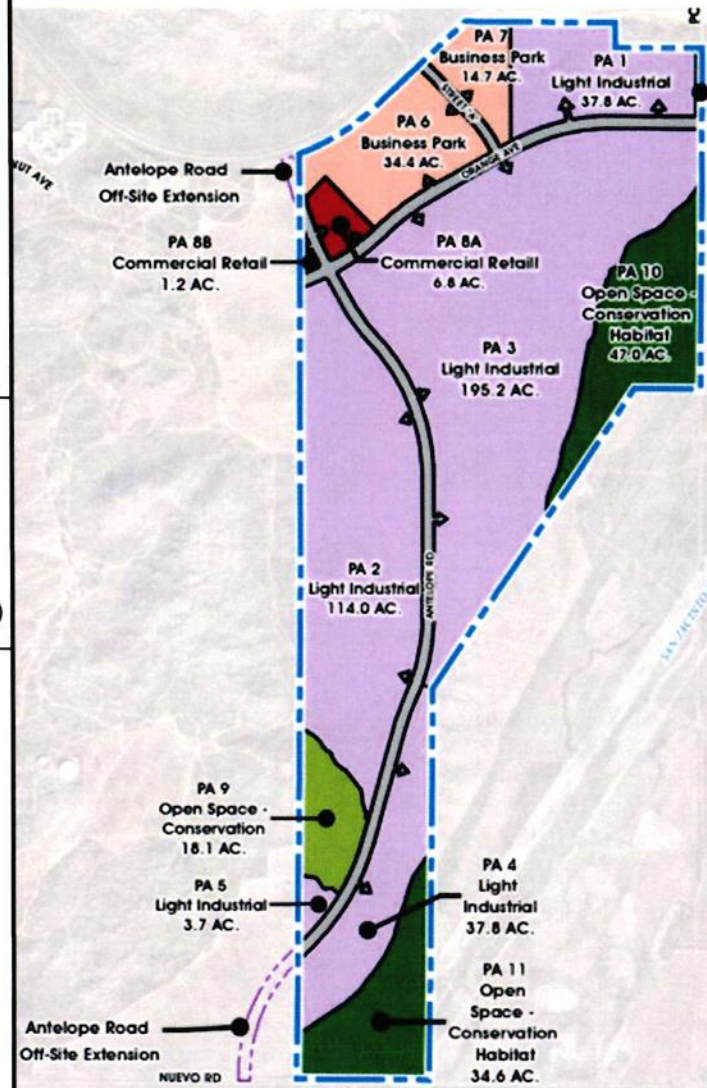 PA 7
Business Park
14.7 AC.
PA 1
Light Industrial
37.8 AC.
STREET "A"
PA 6
Business Park
34.4 AC.
ORANGE AVE
Antelope Road
Off-Site Extension
PA 8B
Commercial Retail
1.2 AC.
PA 8A
Commercial Retaill
6.8 AC.
PA 10
Open Space -
Conservation
Habitat
47.0 AC.
PA 3
Light Industrial
195.2 AC.
PA 2
Light Industrial
114.0 AC.
ANTELOPE RD
SAN JACINTO
PA 9
Open Space -
Conservation
18.1 AC.
PA 5
Light Industrial
3.7 AC.
PA 4
Light
Industrial
37.8 AC.
PA 11
Open
Space -
Conservation
Habitat
34.6 AC.
Antelope Road
Off-Site Extension
NUEVO RD